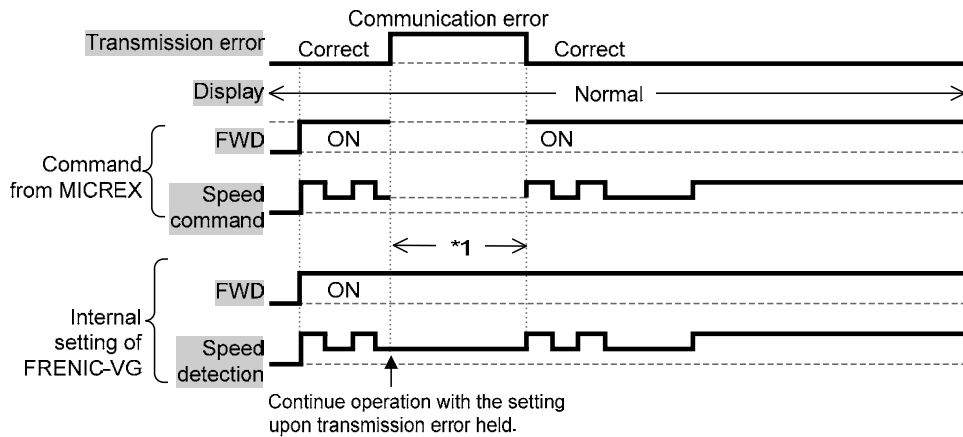 Communication error
Transmission error
Correct
Correct
Display
Normal
Command
from MICREX
FWD
ON
ON
Speed
command
*1
Internal
setting of
FRENIC-VG
FWD
ON
Speed
detection
Continue operation with the setting
upon transmission error held.